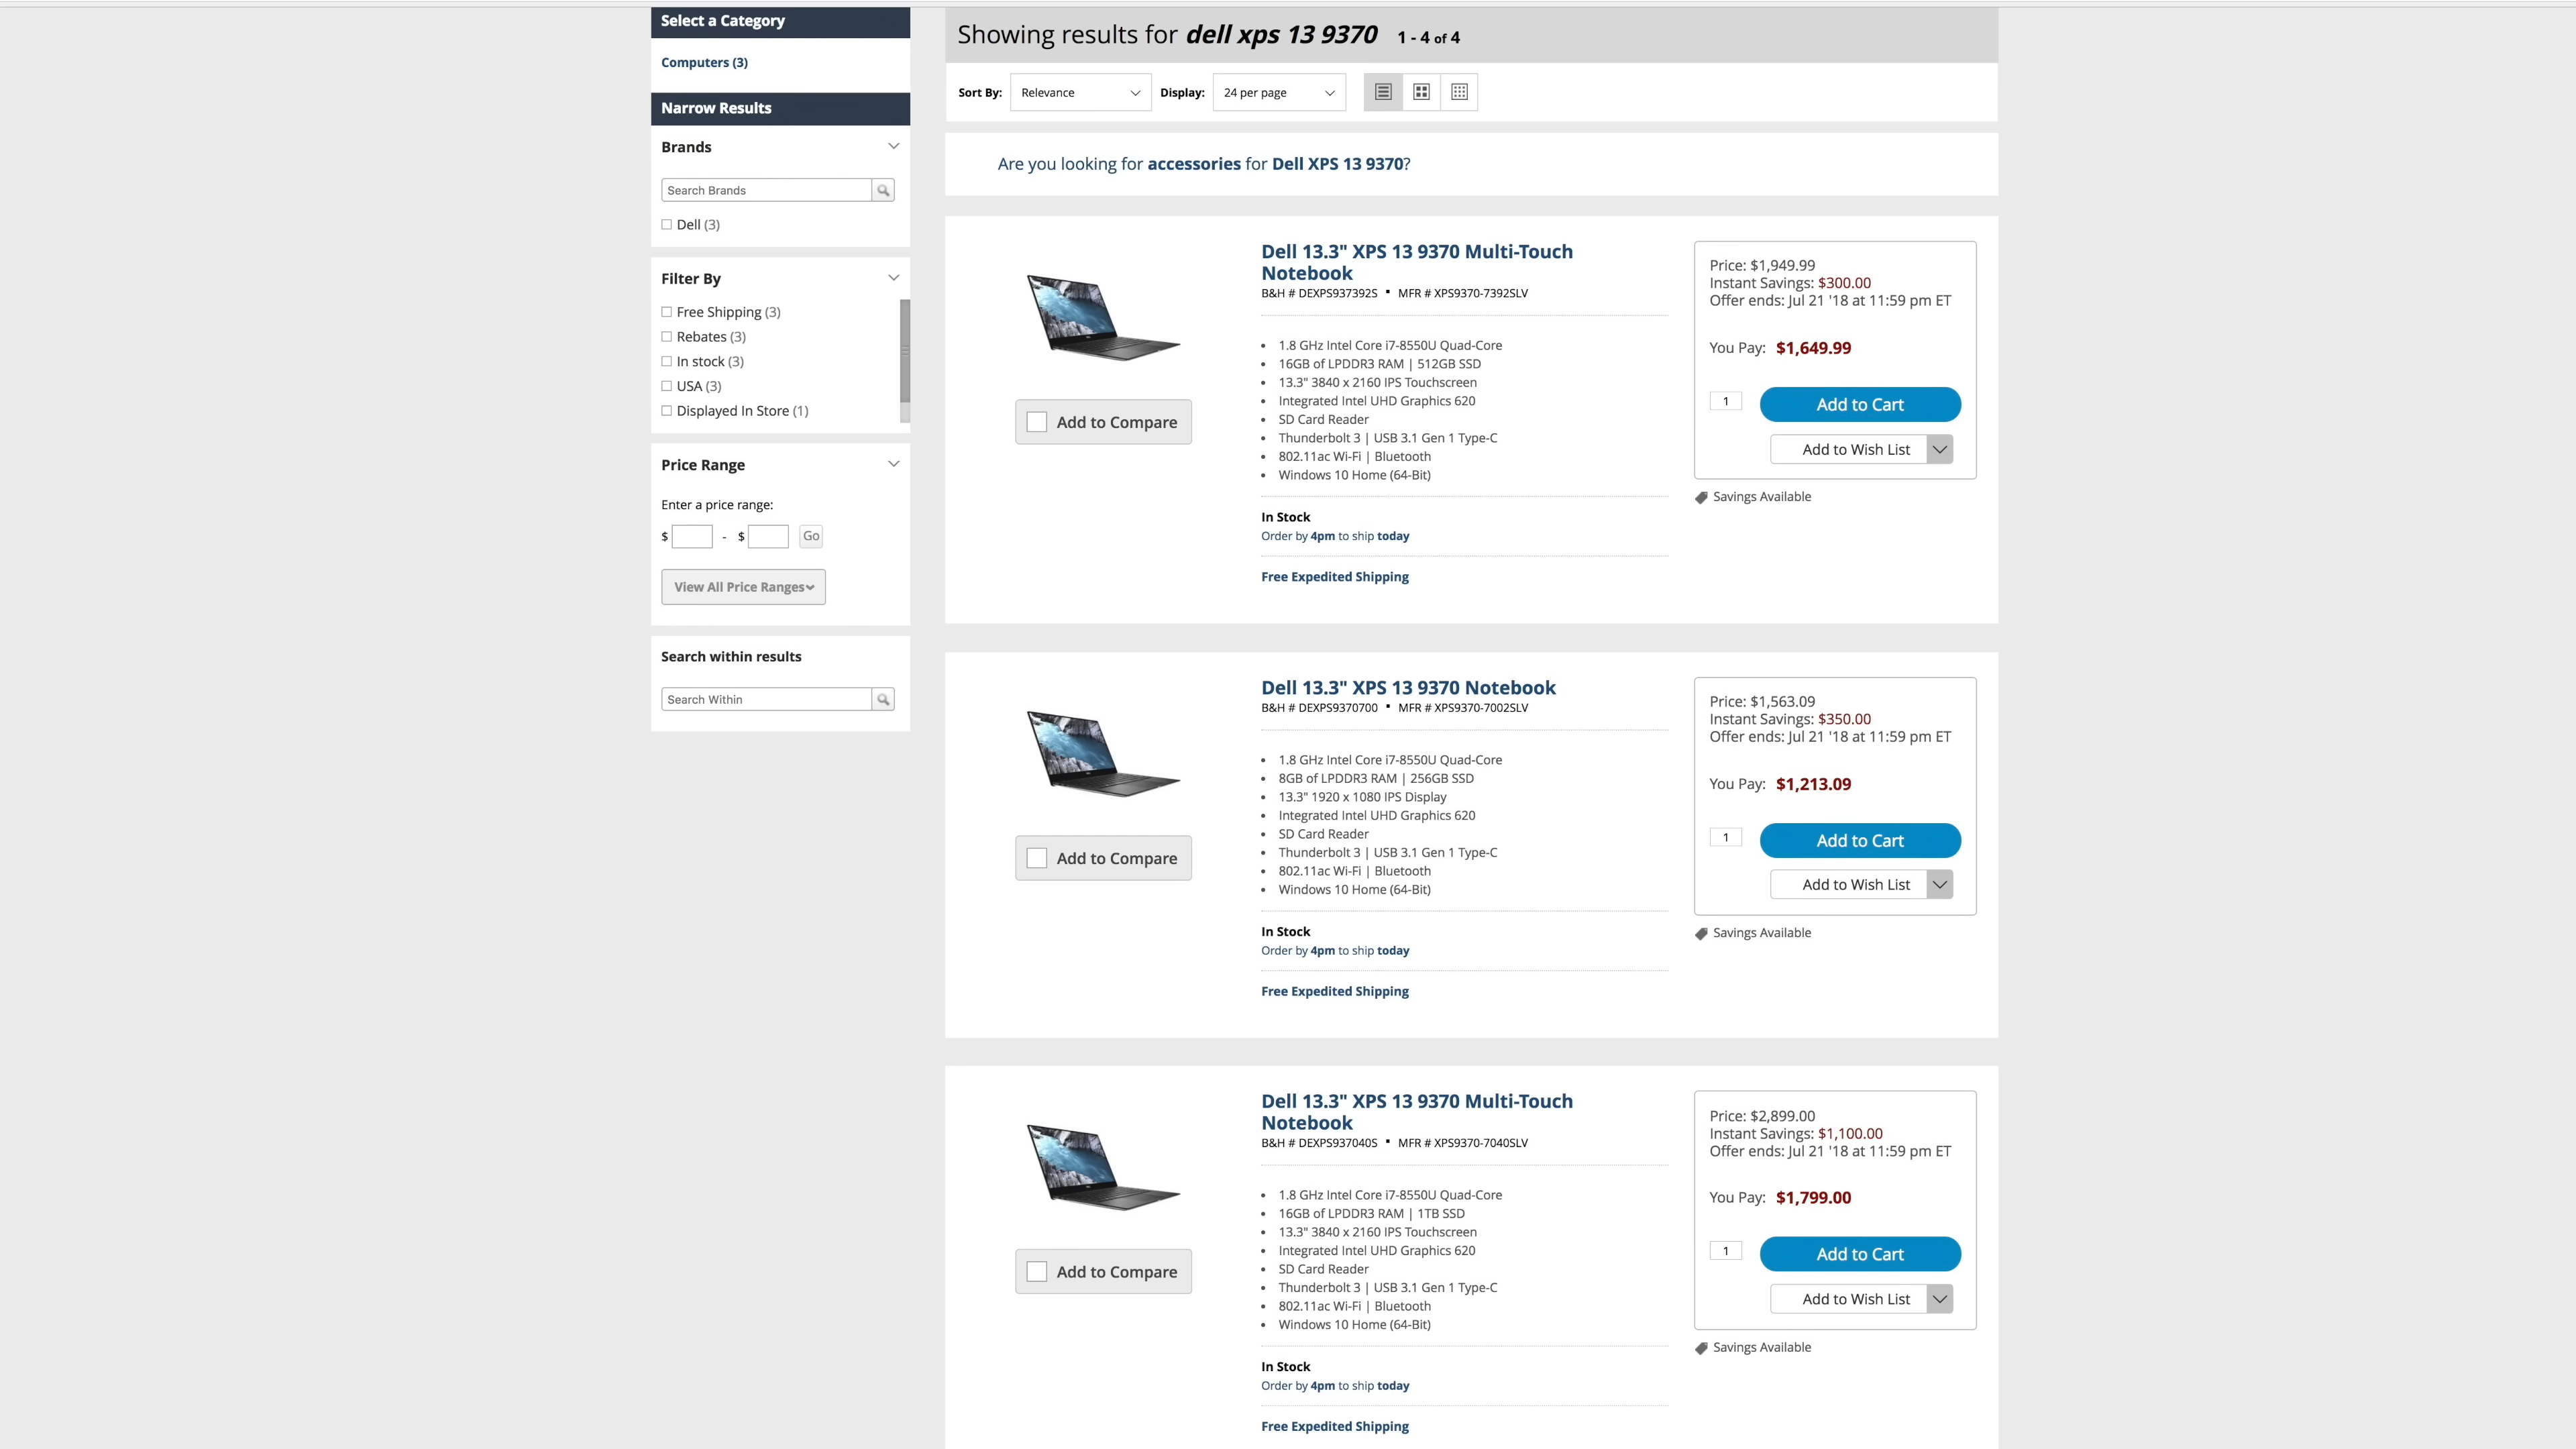 Select a Category
Computers (3)
Narrow Results
Brands
Search Brands
Dell (3)
Filter By
Free Shipping (3)
Rebates (3)
In stock (3)
USA (3)
Displayed In Store (1)
Price Range
Enter a price range:
$ - $ Go
View All Price Ranges
Search within results
Search Within
Showing results for dell xps 13 9370 1 - 4 of 4
Sort By: Relevance Display: 24 per page
Are you looking for accessories for Dell XPS 13 9370?
Dell 13.3" XPS 13 9370 Multi-Touch
Notebook
B&H # DEXPS937392S ▪ MFR # XPS9370-7392SLV
• 1.8 GHz Intel Core i7-8550U Quad-Core
• 16GB of LPDDR3 RAM | 512GB SSD
• 13.3" 3840 x 2160 IPS Touchscreen
• Integrated Intel UHD Graphics 620
• SD Card Reader
• Thunderbolt 3 | USB 3.1 Gen 1 Type-C
• 802.11ac Wi-Fi | Bluetooth
• Windows 10 Home (64-Bit)
In Stock
Order by 4pm to ship today
Free Expedited Shipping
Add to Compare
Price: $1,949.99
Instant Savings: $300.00
Offer ends: Jul 21 '18 at 11:59 pm ET
You Pay: $1,649.99
1 Add to Cart
Add to Wish List
Savings Available
Dell 13.3" XPS 13 9370 Notebook
B&H # DEXPS9370700 ▪ MFR # XPS9370-7002SLV
• 1.8 GHz Intel Core i7-8550U Quad-Core
• 8GB of LPDDR3 RAM | 256GB SSD
• 13.3" 1920 x 1080 IPS Display
• Integrated Intel UHD Graphics 620
• SD Card Reader
• Thunderbolt 3 | USB 3.1 Gen 1 Type-C
• 802.11ac Wi-Fi | Bluetooth
• Windows 10 Home (64-Bit)
In Stock
Order by 4pm to ship today
Free Expedited Shipping
Add to Compare
Price: $1,563.09
Instant Savings: $350.00
Offer ends: Jul 21 '18 at 11:59 pm ET
You Pay: $1,213.09
1 Add to Cart
Add to Wish List
Savings Available
Dell 13.3" XPS 13 9370 Multi-Touch
Notebook
B&H # DEXPS937040S ▪ MFR # XPS9370-7040SLV
• 1.8 GHz Intel Core i7-8550U Quad-Core
• 16GB of LPDDR3 RAM | 1TB SSD
• 13.3" 3840 x 2160 IPS Touchscreen
• Integrated Intel UHD Graphics 620
• SD Card Reader
• Thunderbolt 3 | USB 3.1 Gen 1 Type-C
• 802.11ac Wi-Fi | Bluetooth
• Windows 10 Home (64-Bit)
In Stock
Order by 4pm to ship today
Free Expedited Shipping
Add to Compare
Price: $2,899.00
Instant Savings: $1,100.00
Offer ends: Jul 21 '18 at 11:59 pm ET
You Pay: $1,799.00
1 Add to Cart
Add to Wish List
Savings Available